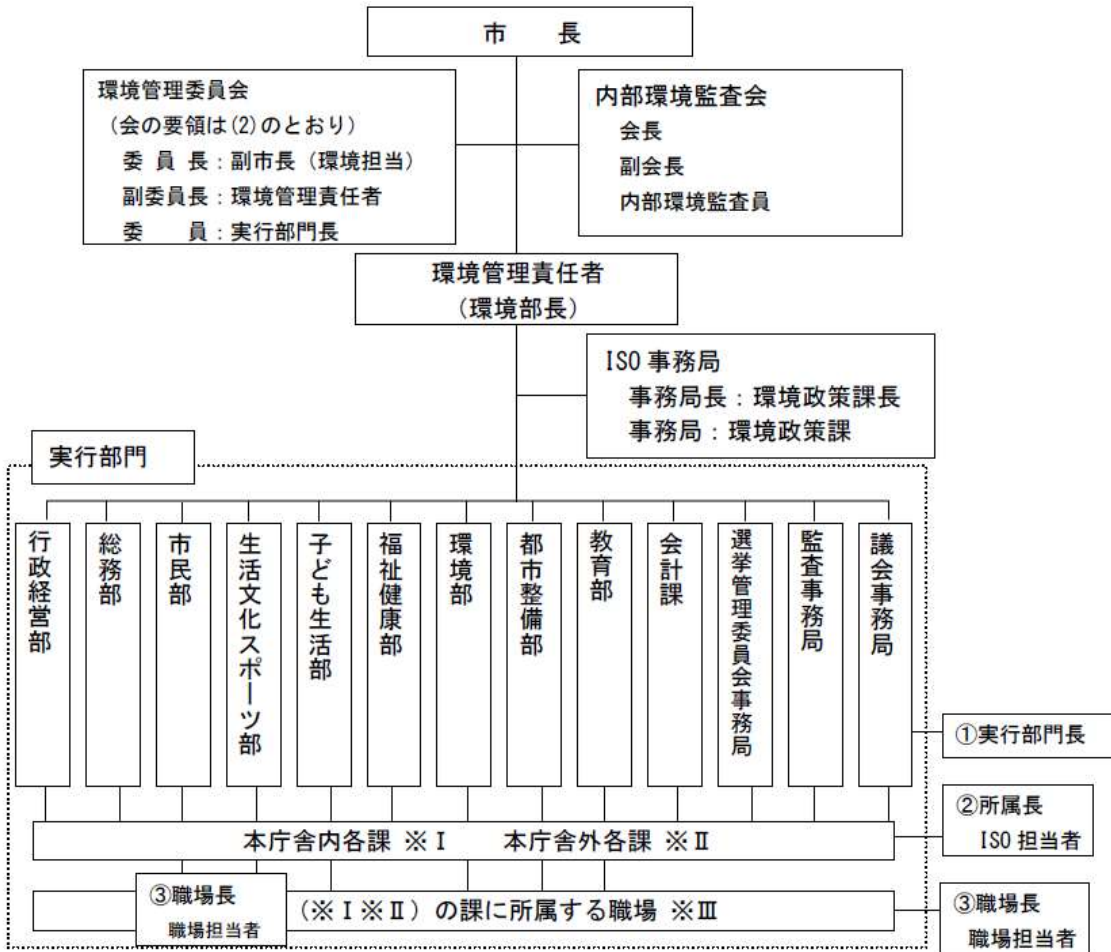 市　　長
環境管理委員会
（会の要領は(2)のとおり）
委 員 長：副市長（環境担当）
副委員長：環境管理責任者
委　　員：実行部門長
内部環境監査会
会長
副会長
内部環境監査員
環境管理責任者
（環境部長）
ISO 事務局
事務局長：環境政策課長
事務局：環境政策課
実行部門
行政経営部
総務部
市民部
生活文化スポーツ部
子ども生活部
福祉健康部
環境部
都市整備部
教育部
会計課
選挙管理委員会事務局
監査事務局
議会事務局
①実行部門長
本庁舎内各課 ※Ⅰ　　本庁舎外各課 ※Ⅱ
②所属長
ISO 担当者
③職場長
職場担当者
（※Ⅰ※Ⅱ）の課に所属する職場 ※Ⅲ
③職場長
職場担当者